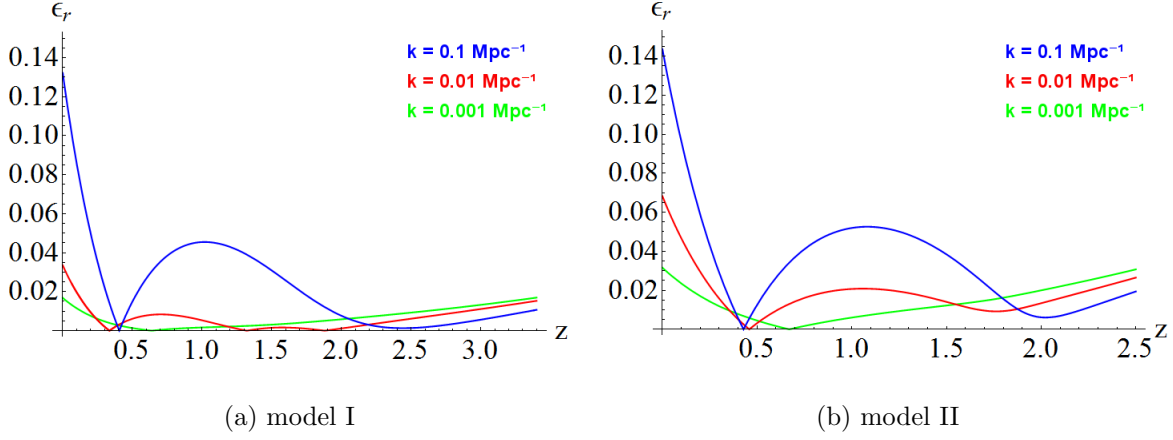 ϵr
k = 0.1 Mpc⁻¹
k = 0.01 Mpc⁻¹
k = 0.001 Mpc⁻¹
0.14
0.12
0.10
0.08
0.06
0.04
0.02
0.5 1.0 1.5 2.0 2.5 3.0 z
(a) model I
ϵr
k = 0.1 Mpc⁻¹
k = 0.01 Mpc⁻¹
k = 0.001 Mpc⁻¹
0.14
0.12
0.10
0.08
0.06
0.04
0.02
0.5 1.0 1.5 2.0 2.5 z
(b) model II